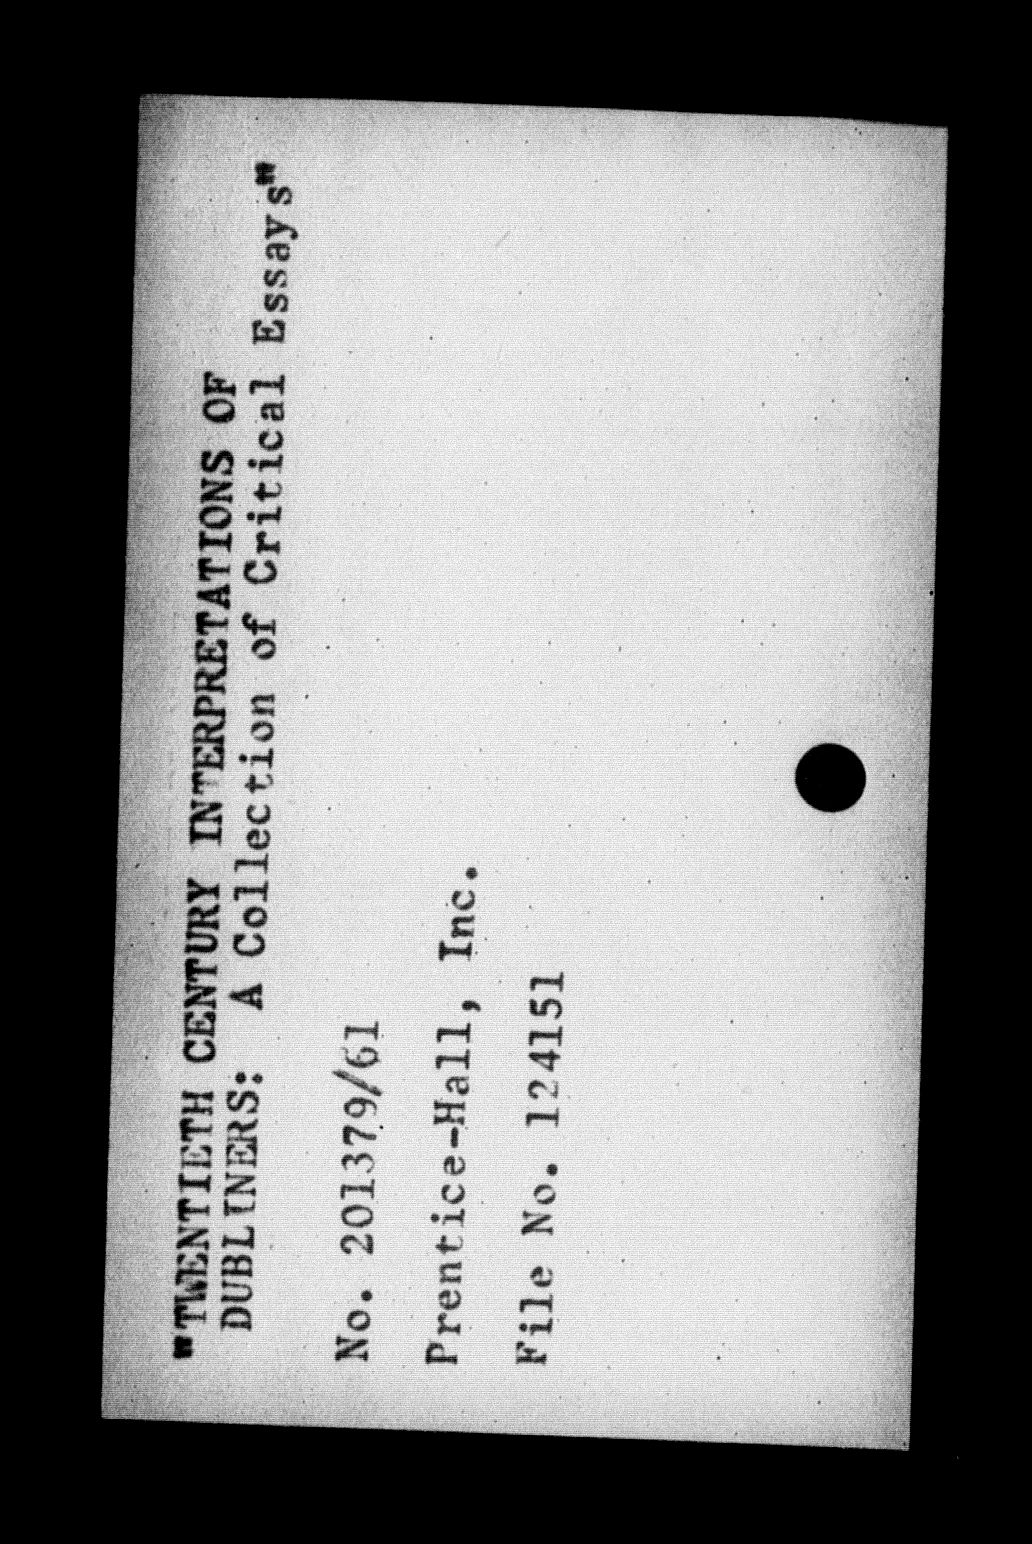 "TWENTIETH CENTURY INTERPRETATIONS OF
DUBLINERS: A Collection of Critical Essays"
No. 201379/61
Prentice-Hall, Inc.
File No. 124151